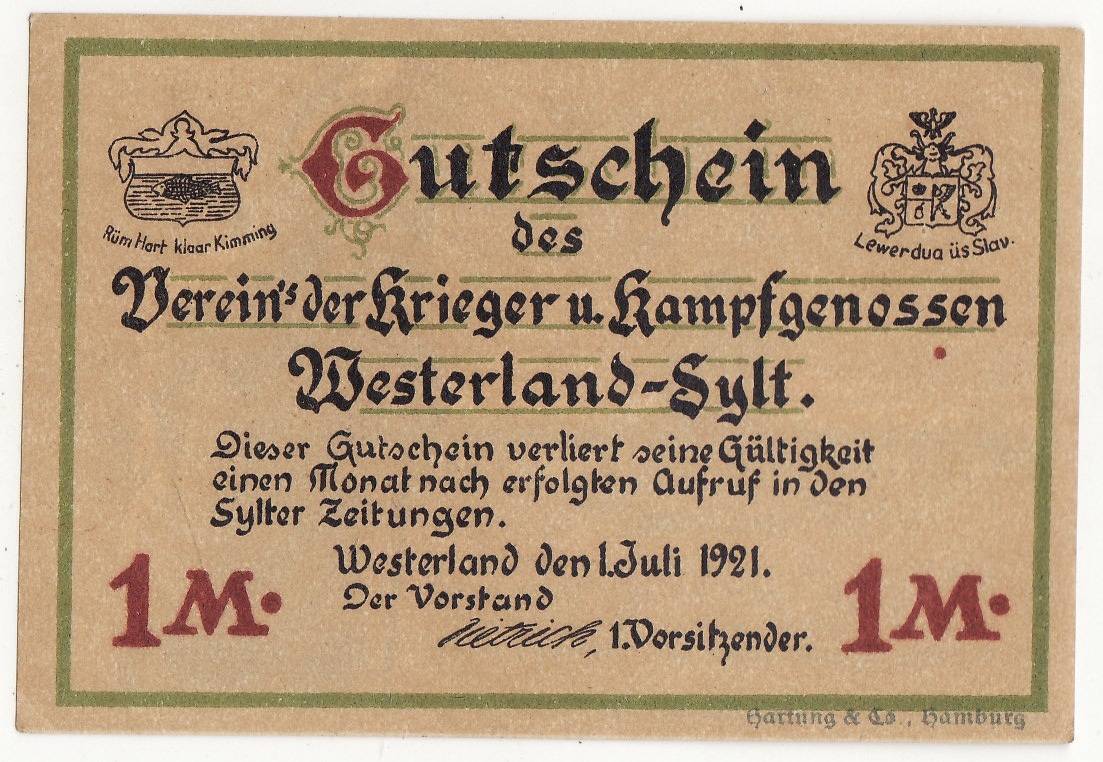 Gutschein
des
Verein's der Krieger u. Kampfgenossen
Westerland-Sylt.
Rüm Hart klaar Kimming
Lewerdua üs Slav.
Dieser Gutschein verliert seine Gültigkeit
einen Monat nach erfolgten Aufruf in den
Sylter Zeitungen.
Westerland den 1. Juli 1921.
Der Vorstand
1. Vorsitzender.
1 M.
1 M.
Hartung & Co., Hamburg